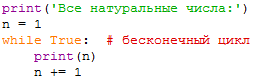 print('Все натуральные числа:')
n = 1
while True:  # бесконечный цикл
    print(n)
    n += 1